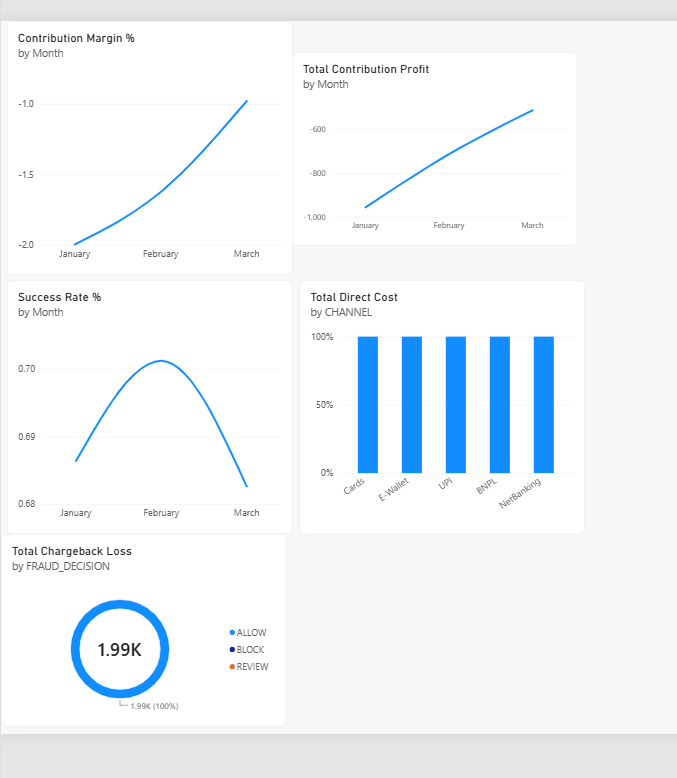 Contribution Margin %
by Month
-1.0
-1.5
-2.0
January February March
Total Contribution Profit
by Month
-600
-800
-1,000
January February March
Success Rate %
by Month
0.70
0.69
0.68
January February March
Total Direct Cost
by CHANNEL
100%
50%
0%
Cards E-Wallet UPI BNPL NetBanking
Total Chargeback Loss
by FRAUD_DECISION
1.99K
1.99K (100%)
ALLOW
BLOCK
REVIEW